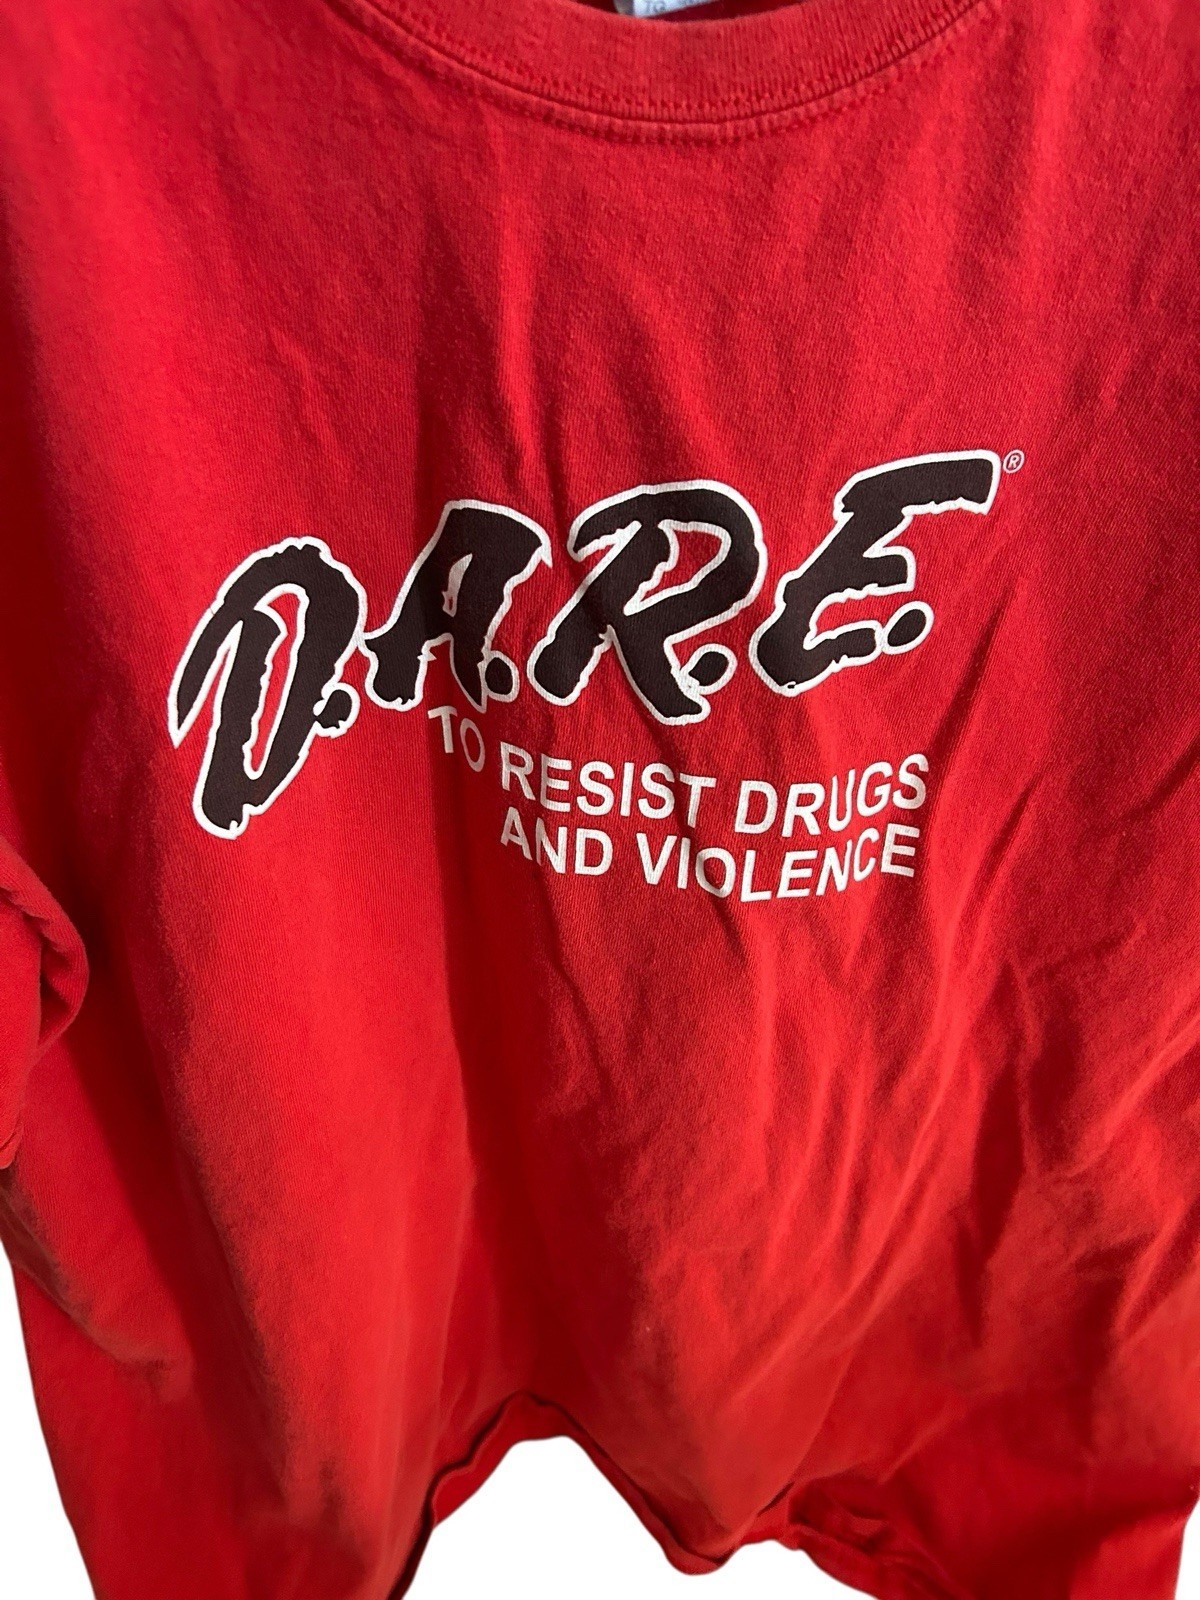 D.A.R.E.®
TO RESIST DRUGS
AND VIOLENCE